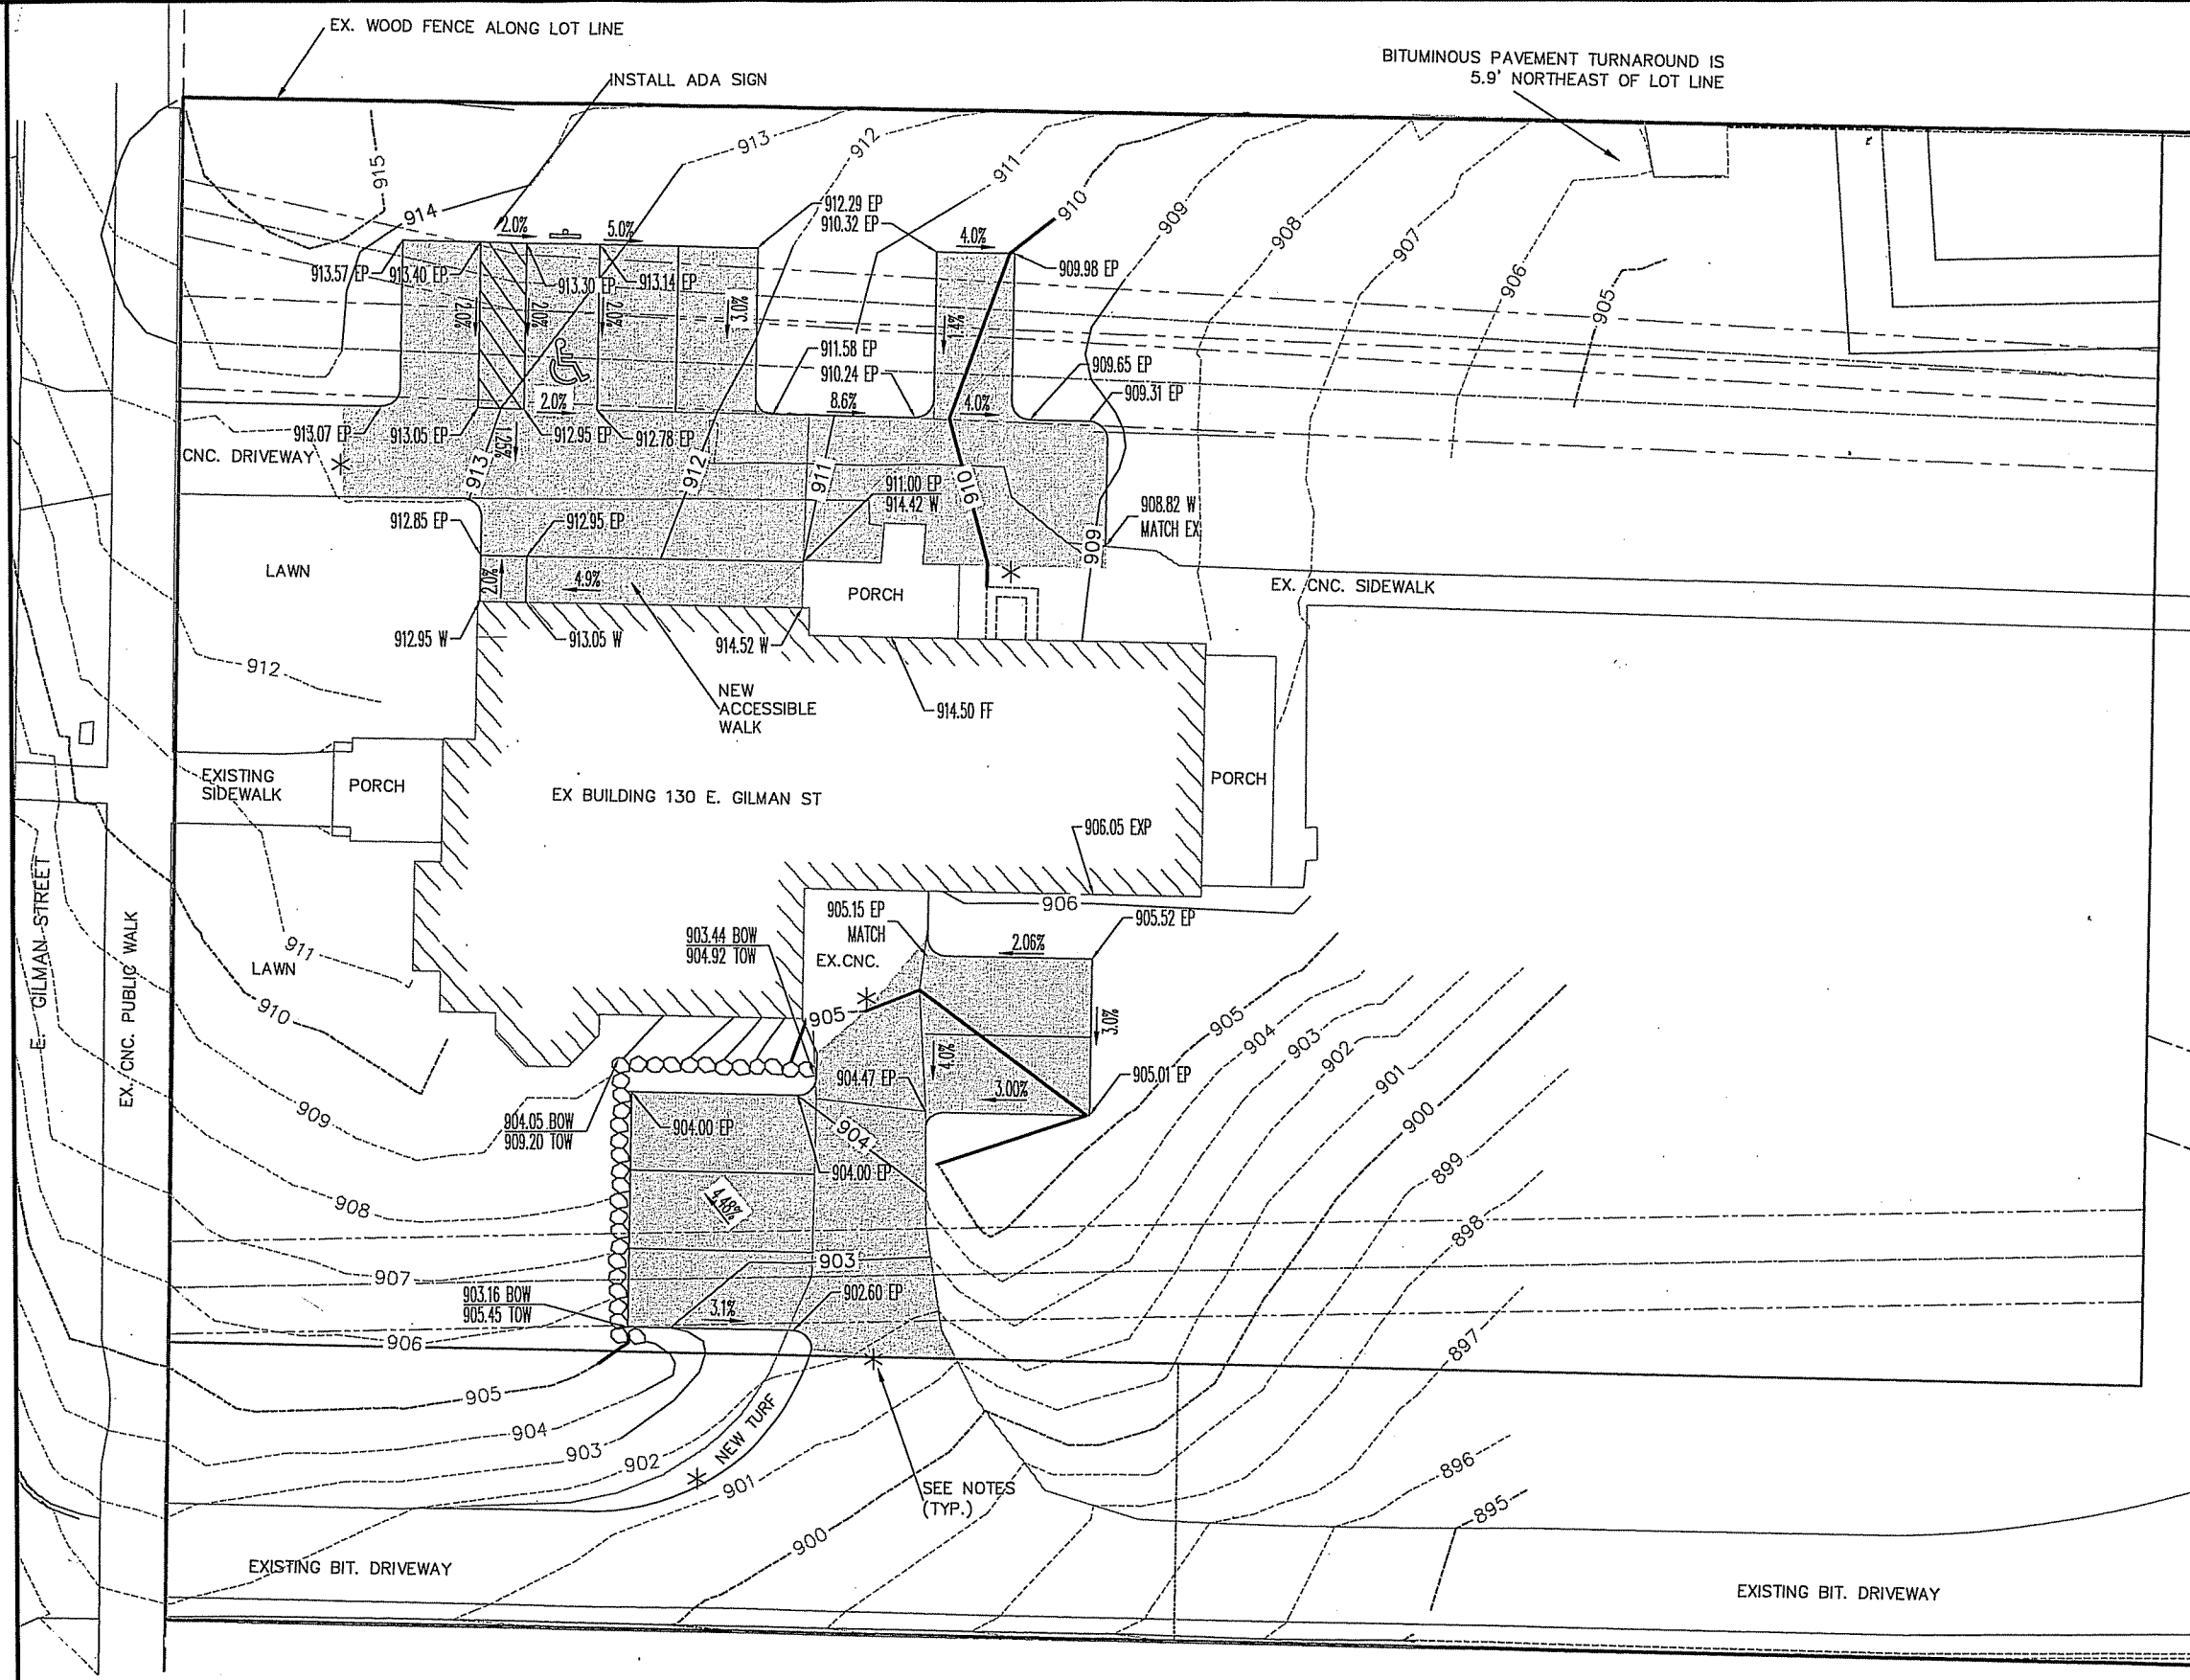 EX. WOOD FENCE ALONG LOT LINE
INSTALL ADA SIGN
BITUMINOUS PAVEMENT TURNAROUND IS
5.9' NORTHEAST OF LOT LINE
915
914
913
912
911
910
909
908
907
906
905
2.0%
5.0%
912.29 EP
910.32 EP
4.0%
909.98 EP
913.57 EP
913.40 EP
913.30 EP
913.14 EP
2.0%
2.0%
2.0%
3.0%
1.4%
911.58 EP
910.24 EP
909.65 EP
909.31 EP
2.0%
8.6%
4.0%
913.07 EP
913.05 EP
912.95 EP
912.78 EP
CNC. DRIVEWAY
913
912
911
910
909
911.00 EP
914.42 W
908.82 W
MATCH EX
912.85 EP
912.95 EP
LAWN
2.0%
4.9%
PORCH
EX. CNC. SIDEWALK
912.95 W
913.05 W
914.52 W
912
NEW
ACCESSIBLE
WALK
914.50 FF
EXISTING
SIDEWALK
PORCH
EX BUILDING 130 E. GILMAN ST
PORCH
906.05 EXP
E. GILMAN STREET
EX. CNC. PUBLIC WALK
906
905.15 EP
MATCH
905.52 EP
903.44 BOW
904.92 TOW
EX.CNC.
2.06%
911
LAWN
910
905
3.0%
4.0%
905
904
903
902
901
900
899
898
897
896
895
904.47 EP
3.00%
905.01 EP
909
904.05 BOW
909.20 TOW
904.00 EP
904
904.00 EP
908
4.48%
907
903
903.16 BOW
905.45 TOW
3.1%
902.60 EP
906
905
904
903
902
NEW TURF
901
SEE NOTES
(TYP.)
900
EXISTING BIT. DRIVEWAY
EXISTING BIT. DRIVEWAY